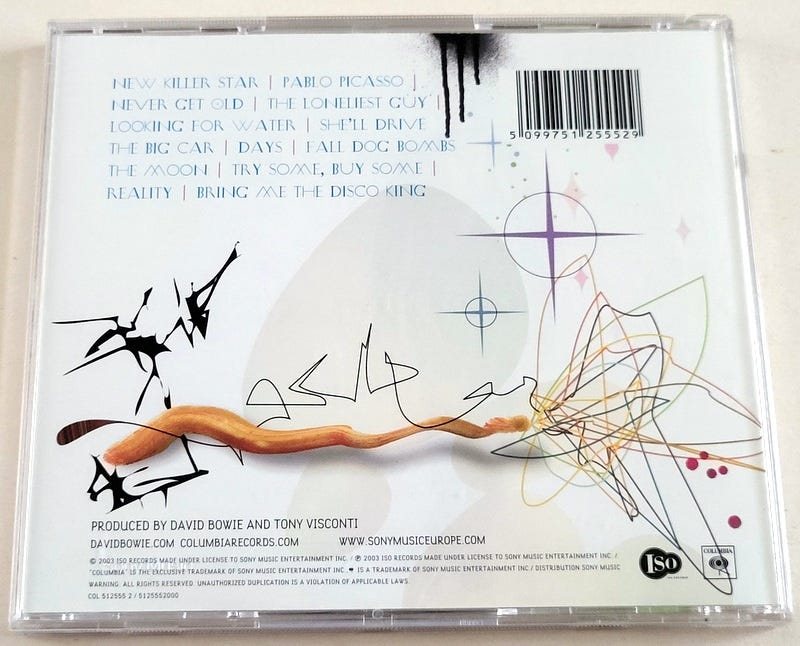 NEW KILLER STAR | PABLO PICASSO |
NEVER GET OLD | THE LONELIEST GUY |
LOOKING FOR WATER | SHE'LL DRIVE
THE BIG CAR | DAYS | FALL DOG BOMBS
THE MOON | TRY SOME, BUY SOME |
REALITY | BRING ME THE DISCO KING
5 099751 255529
PRODUCED BY DAVID BOWIE AND TONY VISCONTI
DAVIDBOWIE.COM COLUMBIARECORDS.COM WWW.SONYMUSICEUROPE.COM
© 2003 ISO RECORDS MADE UNDER LICENSE TO SONY MUSIC ENTERTAINMENT INC. / ℗ 2003 ISO RECORDS MADE UNDER LICENSE TO SONY MUSIC ENTERTAINMENT INC /
"COLUMBIA" IS THE EXCLUSIVE TRADEMARK OF SONY MUSIC ENTERTAINMENT INC. IS A TRADEMARK OF SONY MUSIC ENTERTAINMENT INC / DISTRIBUTION SONY MUSIC
WARNING. ALL RIGHTS RESERVED. UNAUTHORIZED DUPLICATION IS A VIOLATION OF APPLICABLE LAWS.
COL 512555 2 / 5125552000
ISO
COLUMBIA